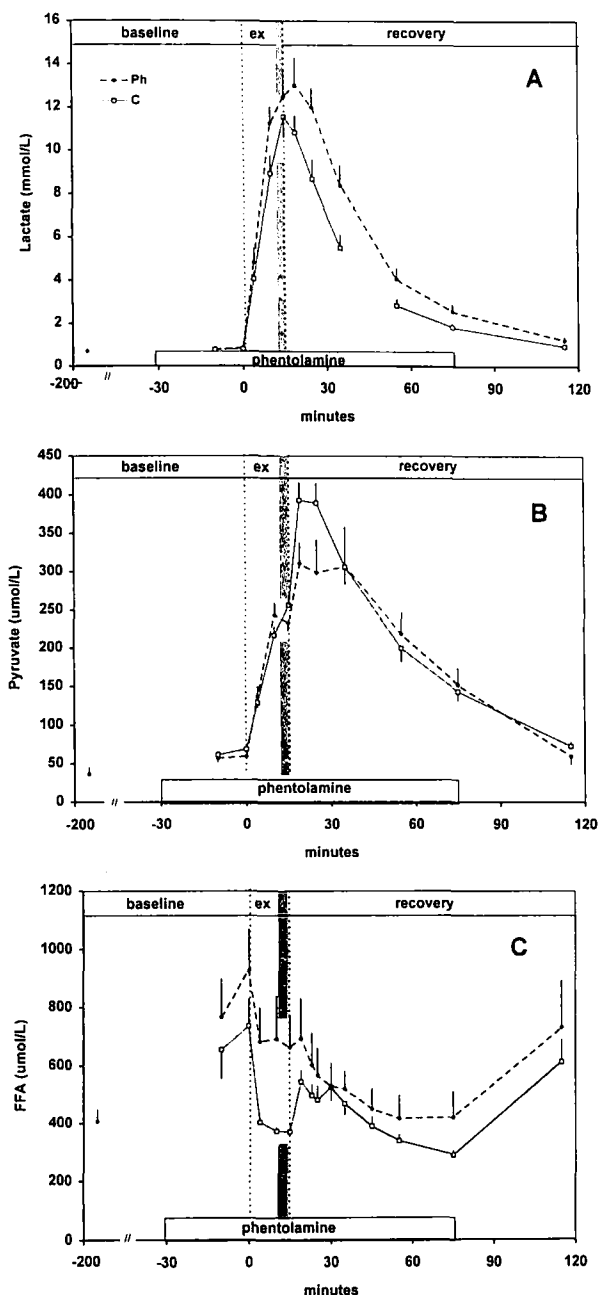 16
14
12
10
8
6
4
2
0
Lactate (mmol/L)
baseline ex recovery
A
Ph
C
phentolamine
-200 // -30 0 30 60 90 120
minutes
450
400
350
300
250
200
150
100
50
0
Pyruvate (umol/L)
baseline ex recovery
B
phentolamine
-200 // -30 0 30 60 90 120
minutes
1200
1000
800
600
400
200
0
FFA (umol/L)
baseline ex recovery
C
phentolamine
-200 // -30 0 30 60 90 120
minutes